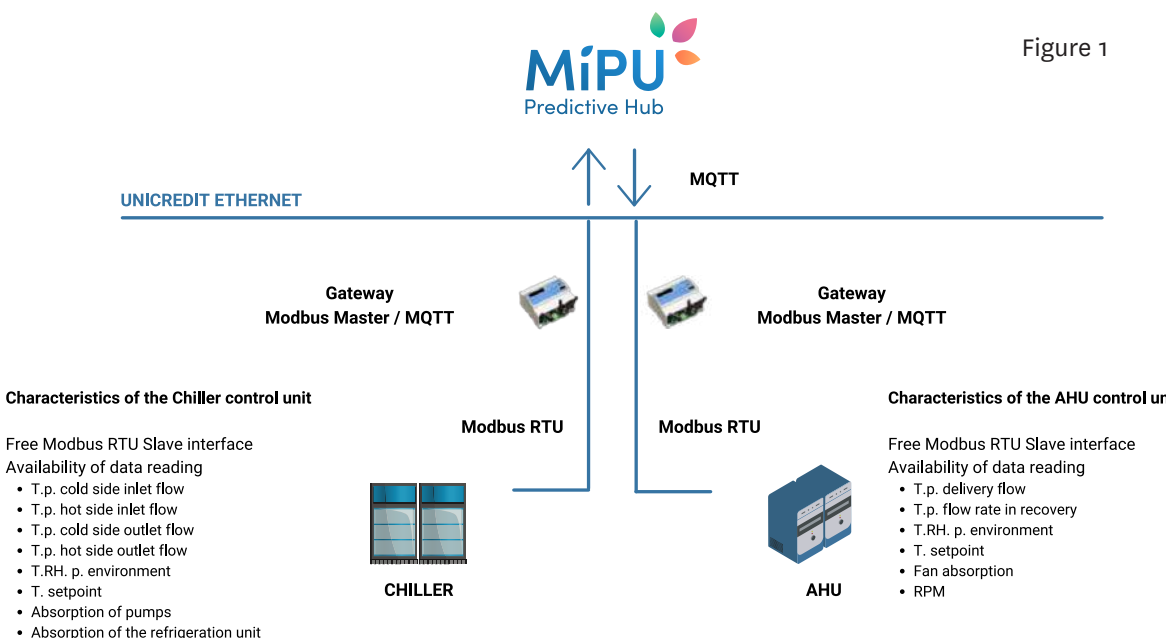 Figure 1
MiPU
Predictive Hub
MQTT
UNICREDIT ETHERNET
Gateway
Modbus Master / MQTT
Gateway
Modbus Master / MQTT
Characteristics of the Chiller control unit
Free Modbus RTU Slave interface
Availability of data reading
• T.p. cold side inlet flow
• T.p. hot side inlet flow
• T.p. cold side outlet flow
• T.p. hot side outlet flow
• T.RH. p. environment
• T. setpoint
• Absorption of pumps
• Absorption of the refrigeration unit
Modbus RTU
CHILLER
Modbus RTU
AHU
Characteristics of the AHU control un
Free Modbus RTU Slave interface
Availability of data reading
• T.p. delivery flow
• T.p. flow rate in recovery
• T.RH. p. environment
• T. setpoint
• Fan absorption
• RPM